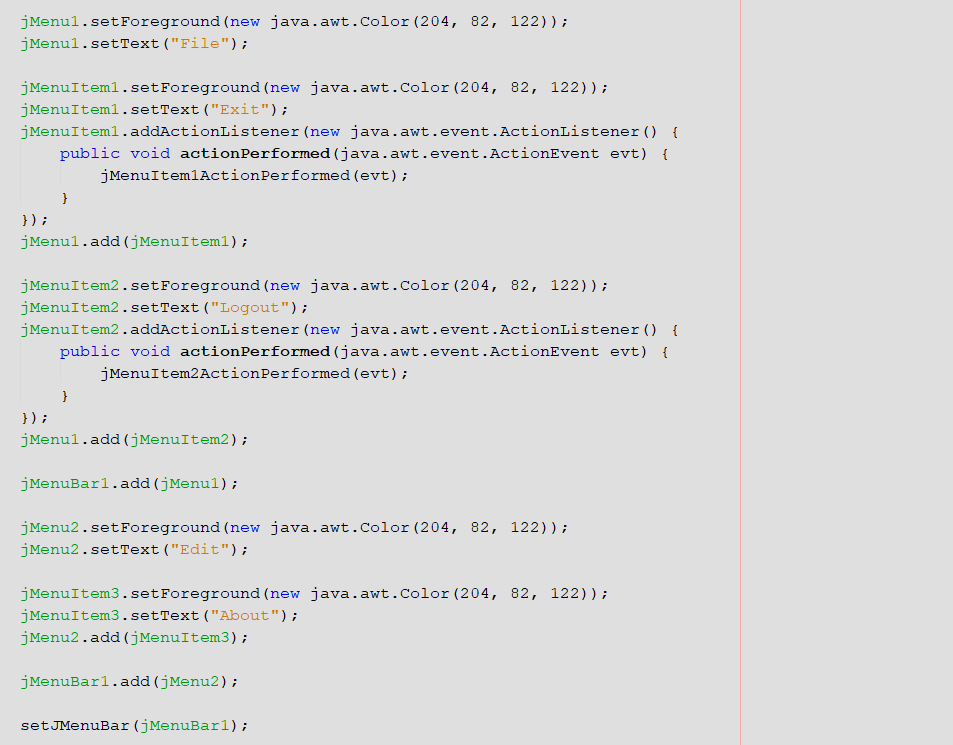 jMenu1.setForeground(new java.awt.Color(204, 82, 122));
jMenu1.setText("File");
jMenuItem1.setForeground(new java.awt.Color(204, 82, 122));
jMenuItem1.setText("Exit");
jMenuItem1.addActionListener(new java.awt.event.ActionListener() {
    public void actionPerformed(java.awt.event.ActionEvent evt) {
        jMenuItem1ActionPerformed(evt);
    }
});
jMenu1.add(jMenuItem1);
jMenuItem2.setForeground(new java.awt.Color(204, 82, 122));
jMenuItem2.setText("Logout");
jMenuItem2.addActionListener(new java.awt.event.ActionListener() {
    public void actionPerformed(java.awt.event.ActionEvent evt) {
        jMenuItem2ActionPerformed(evt);
    }
});
jMenu1.add(jMenuItem2);
jMenuBar1.add(jMenu1);
jMenu2.setForeground(new java.awt.Color(204, 82, 122));
jMenu2.setText("Edit");
jMenuItem3.setForeground(new java.awt.Color(204, 82, 122));
jMenuItem3.setText("About");
jMenu2.add(jMenuItem3);
jMenuBar1.add(jMenu2);
setJMenuBar(jMenuBar1);